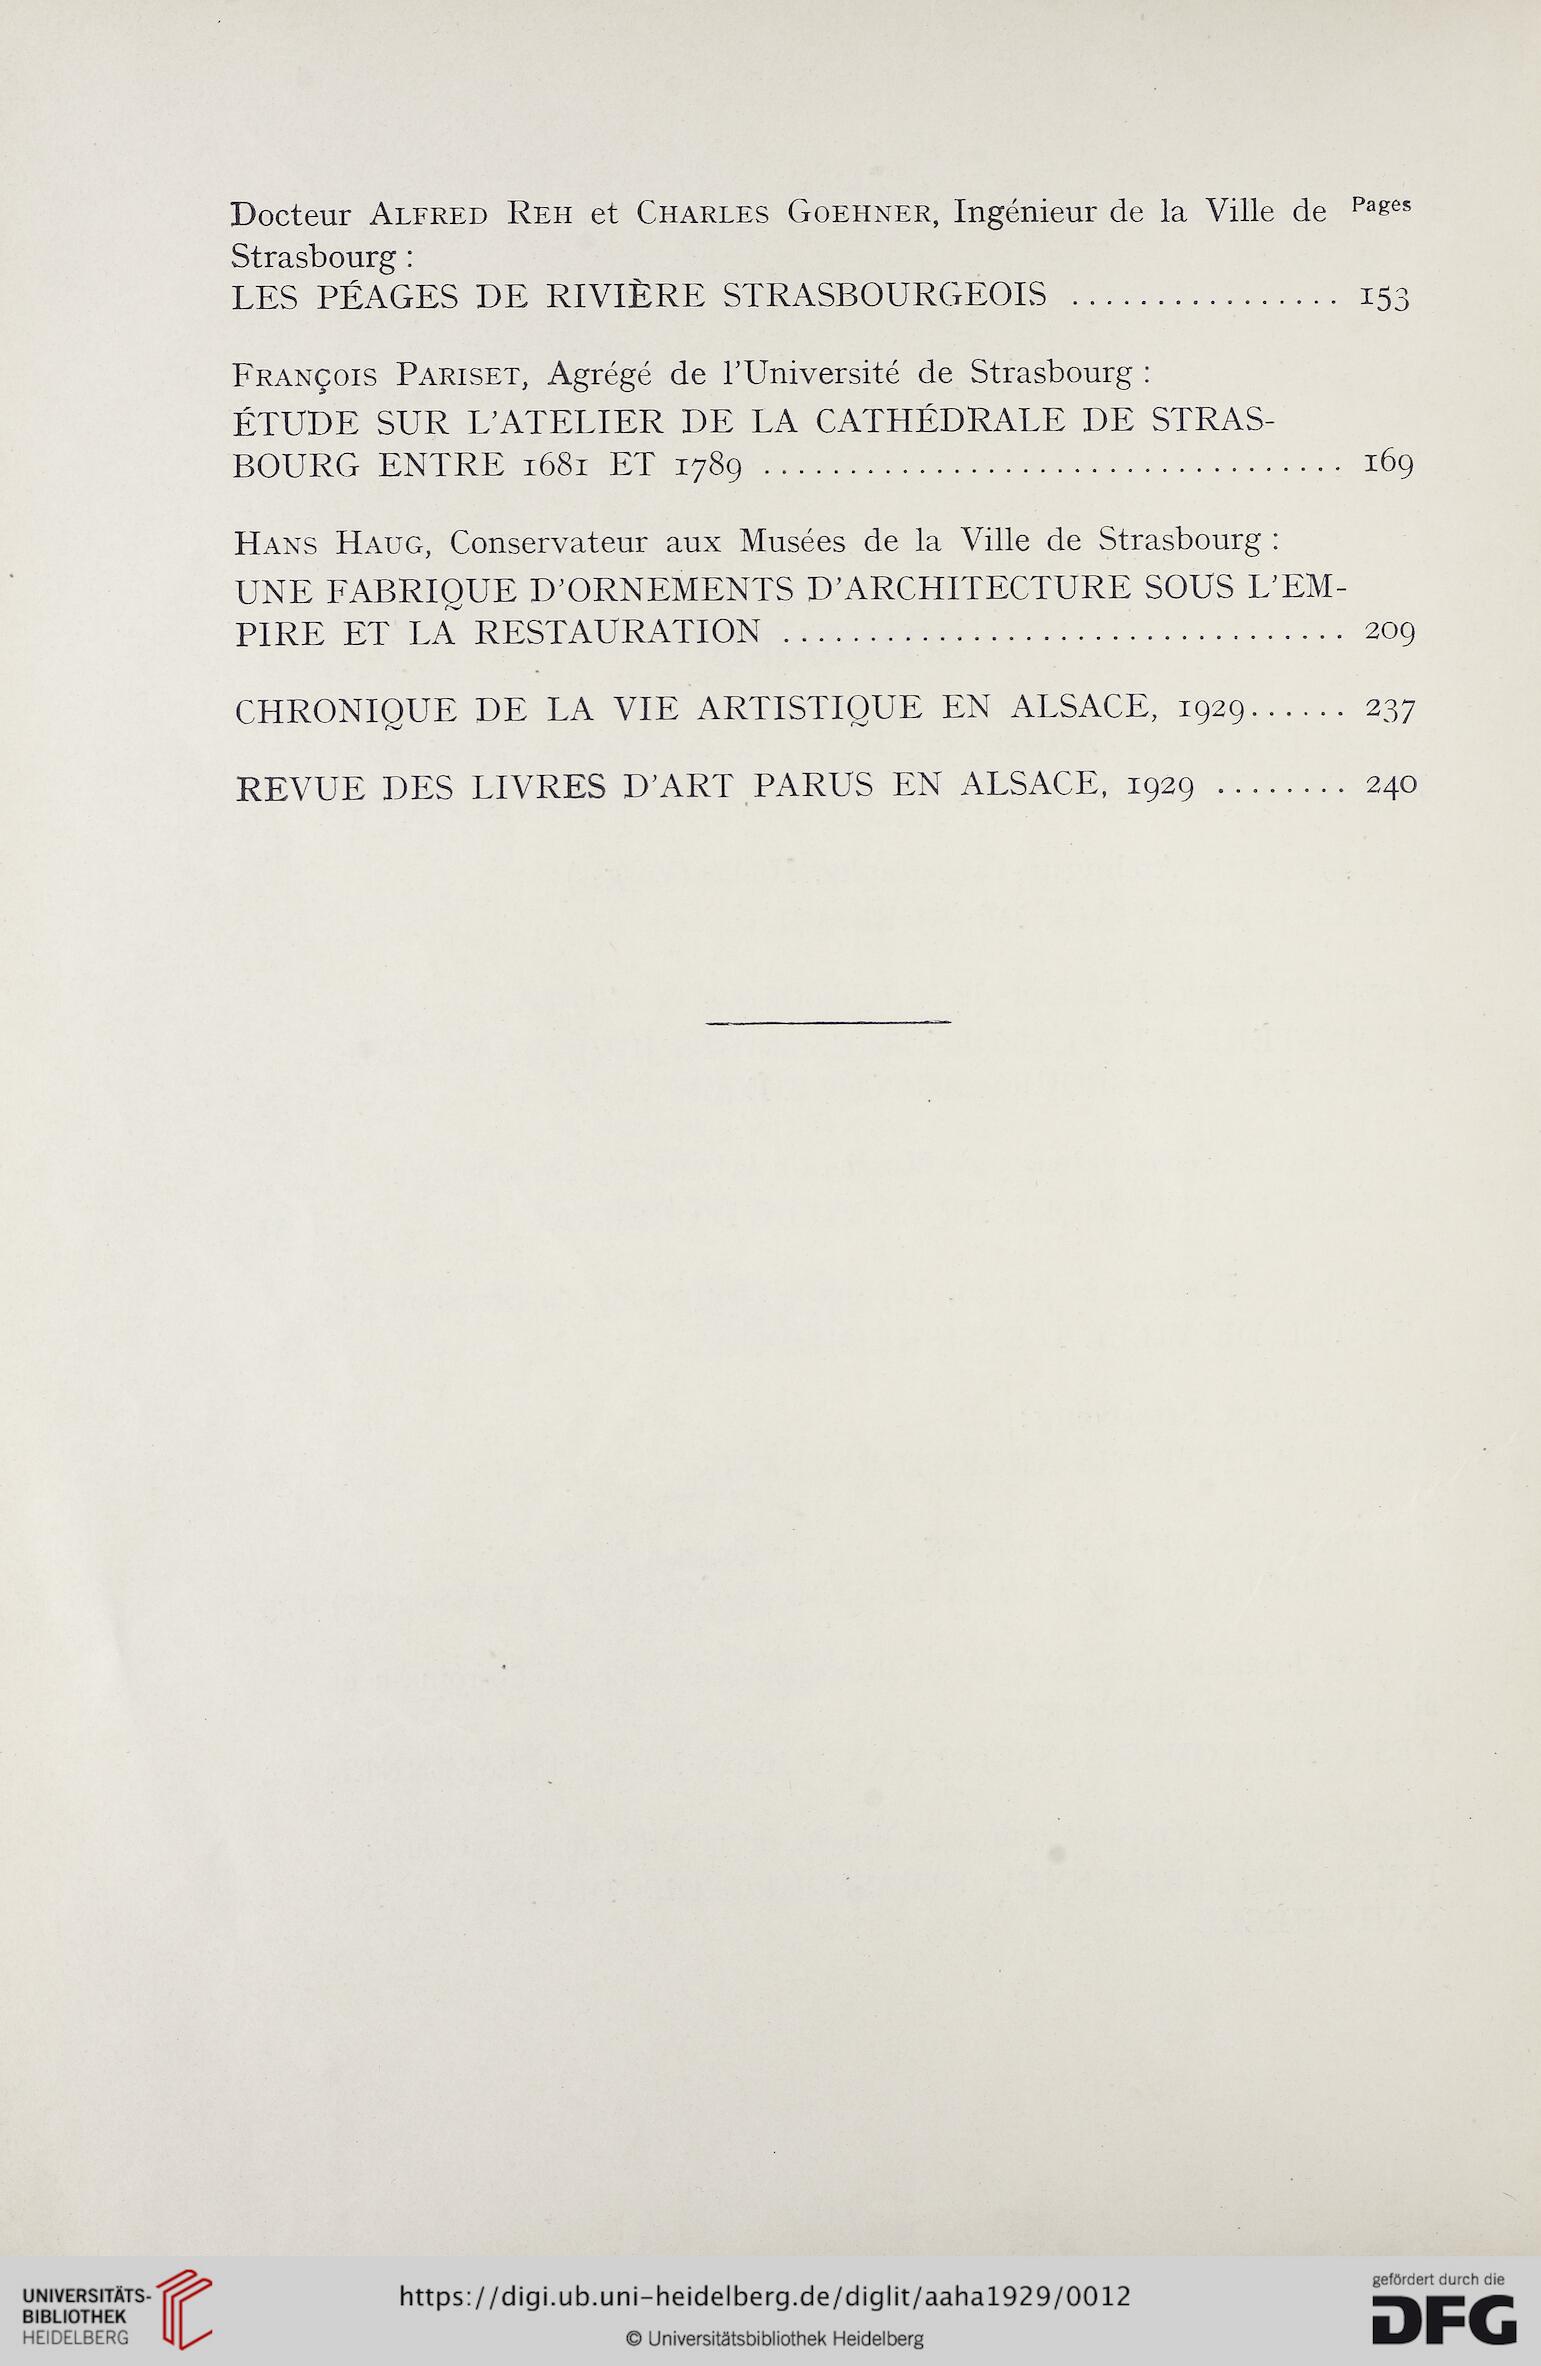 Docteur Alfred Reh et Charles Goehner, Ingénieur de la Ville de Pages
Strasbourg :
LES PÉAGES DE RIVIÈRE STRASBOURGEOIS ................ 153
François Pariset, Agrégé de l'Université de Strasbourg :
ÉTUDE SUR L'ATELIER DE LA CATHÉDRALE DE STRAS-
BOURG ENTRE 1681 ET 1789 .................................. 169
Hans Haug, Conservateur aux Musées de la Ville de Strasbourg :
UNE FABRIQUE D'ORNEMENTS D'ARCHITECTURE SOUS L'EM-
PIRE ET LA RESTAURATION ................................. 209
CHRONIQUE DE LA VIE ARTISTIQUE EN ALSACE, 1929...... 237
REVUE DES LIVRES D'ART PARUS EN ALSACE, 1929 ........ 240
UNIVERSITÄTS-
BIBLIOTHEK
HEIDELBERG
https://digi.ub.uni-heidelberg.de/diglit/aaha1929/0012
© Universitätsbibliothek Heidelberg
gefördert durch die
DFG